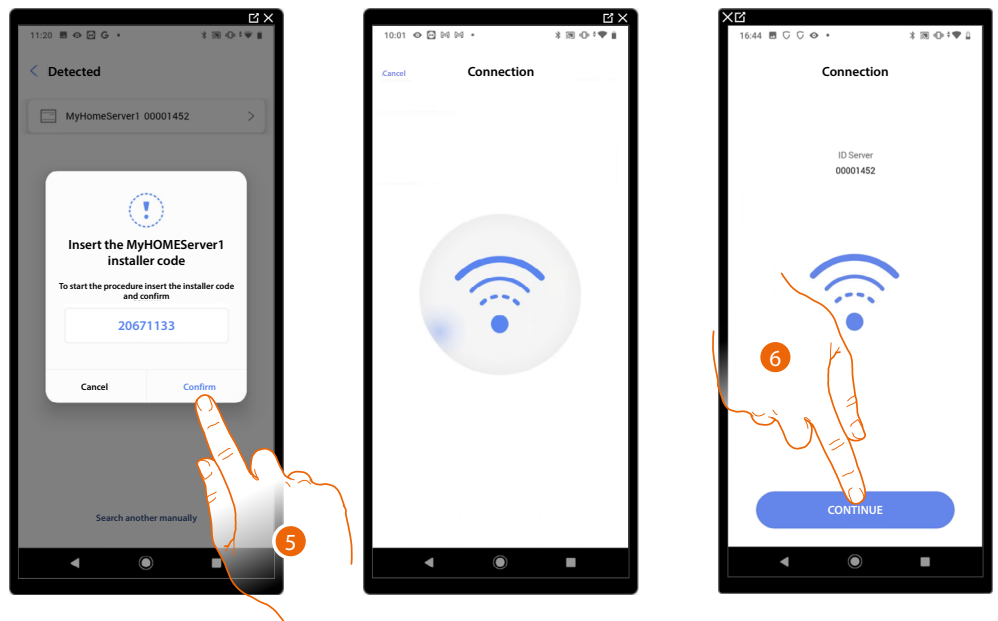 11:20 G
Detected
MyHomeServer1 00001452
Insert the MyHOMEServer1
installer code
To start the procedure insert the installer code
and confirm
20671133
Cancel
Confirm
Search another manually
5
10:01
Cancel
Connection
16:44
Connection
ID Server
00001452
6
CONTINUE